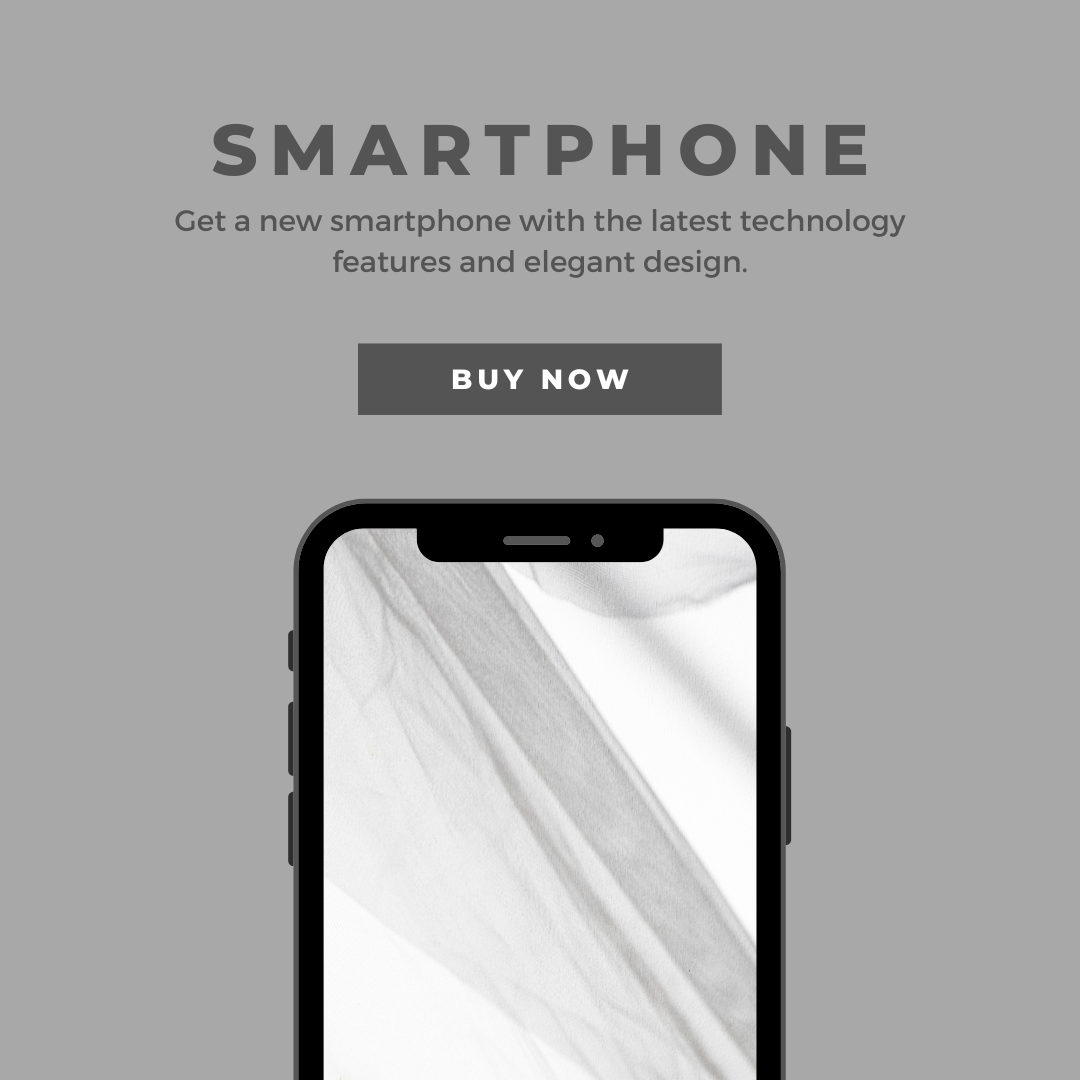 SMARTPHONE
Get a new smartphone with the latest technology
features and elegant design.
BUY NOW